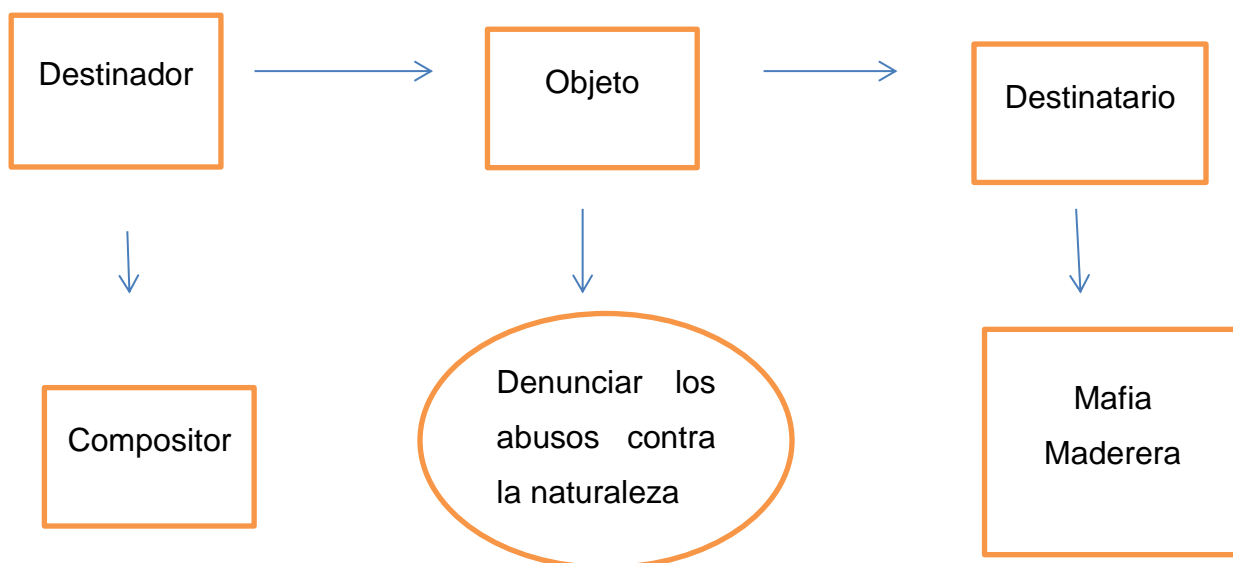 Destinador
Objeto
Destinatario
Compositor
Denunciar los
abusos contra
la naturaleza
Mafia
Maderera